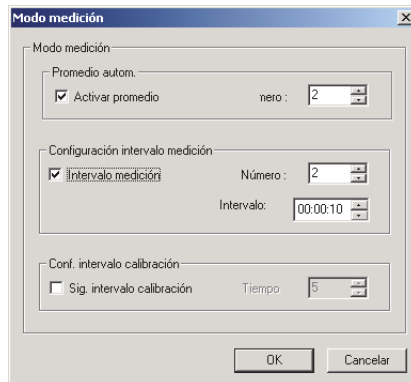 Modo medición
Modo medición
Promedio autom.
Activar promedio nero : 2
Configuración intervalo medición
Intervalo medición Número : 2
Intervalo: 00:00:10
Conf. intervalo calibración
Sig. intervalo calibración Tiempo 5
OK Cancelar